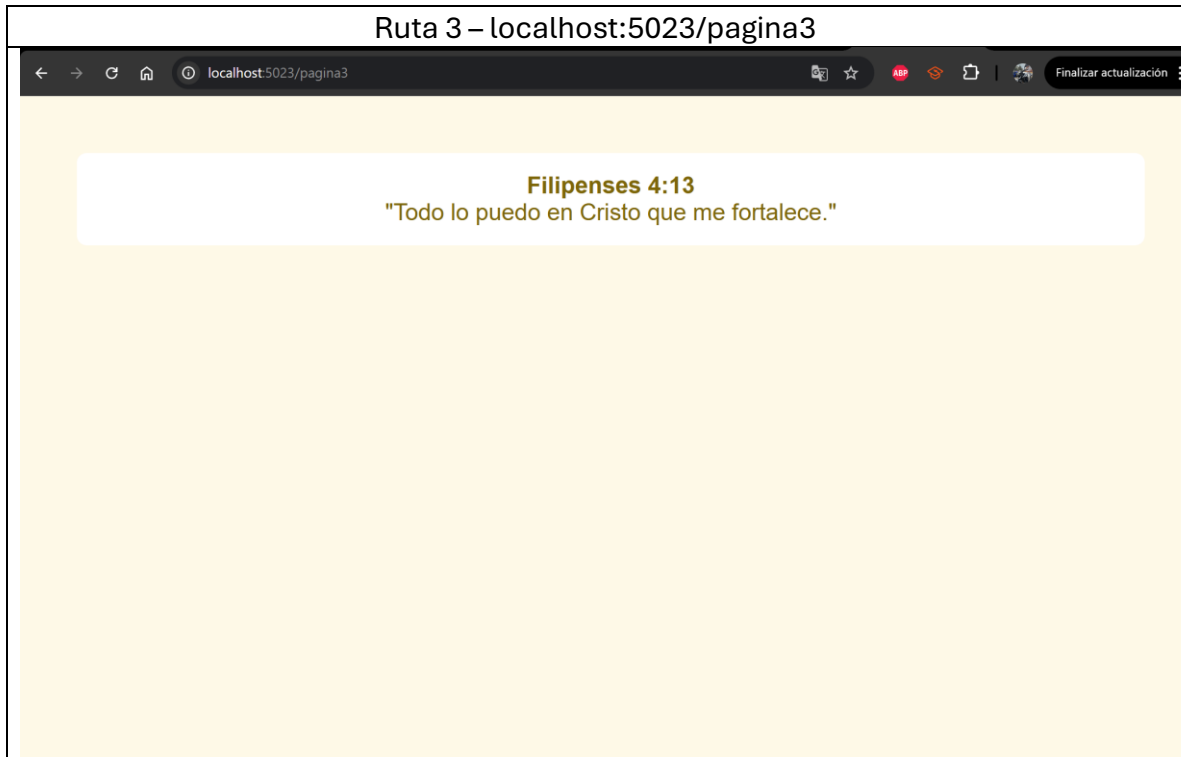 Ruta 3 – localhost:5023/pagina3
localhost:5023/pagina3
ABP
Finalizar actualización
Filipenses 4:13
"Todo lo puedo en Cristo que me fortalece."